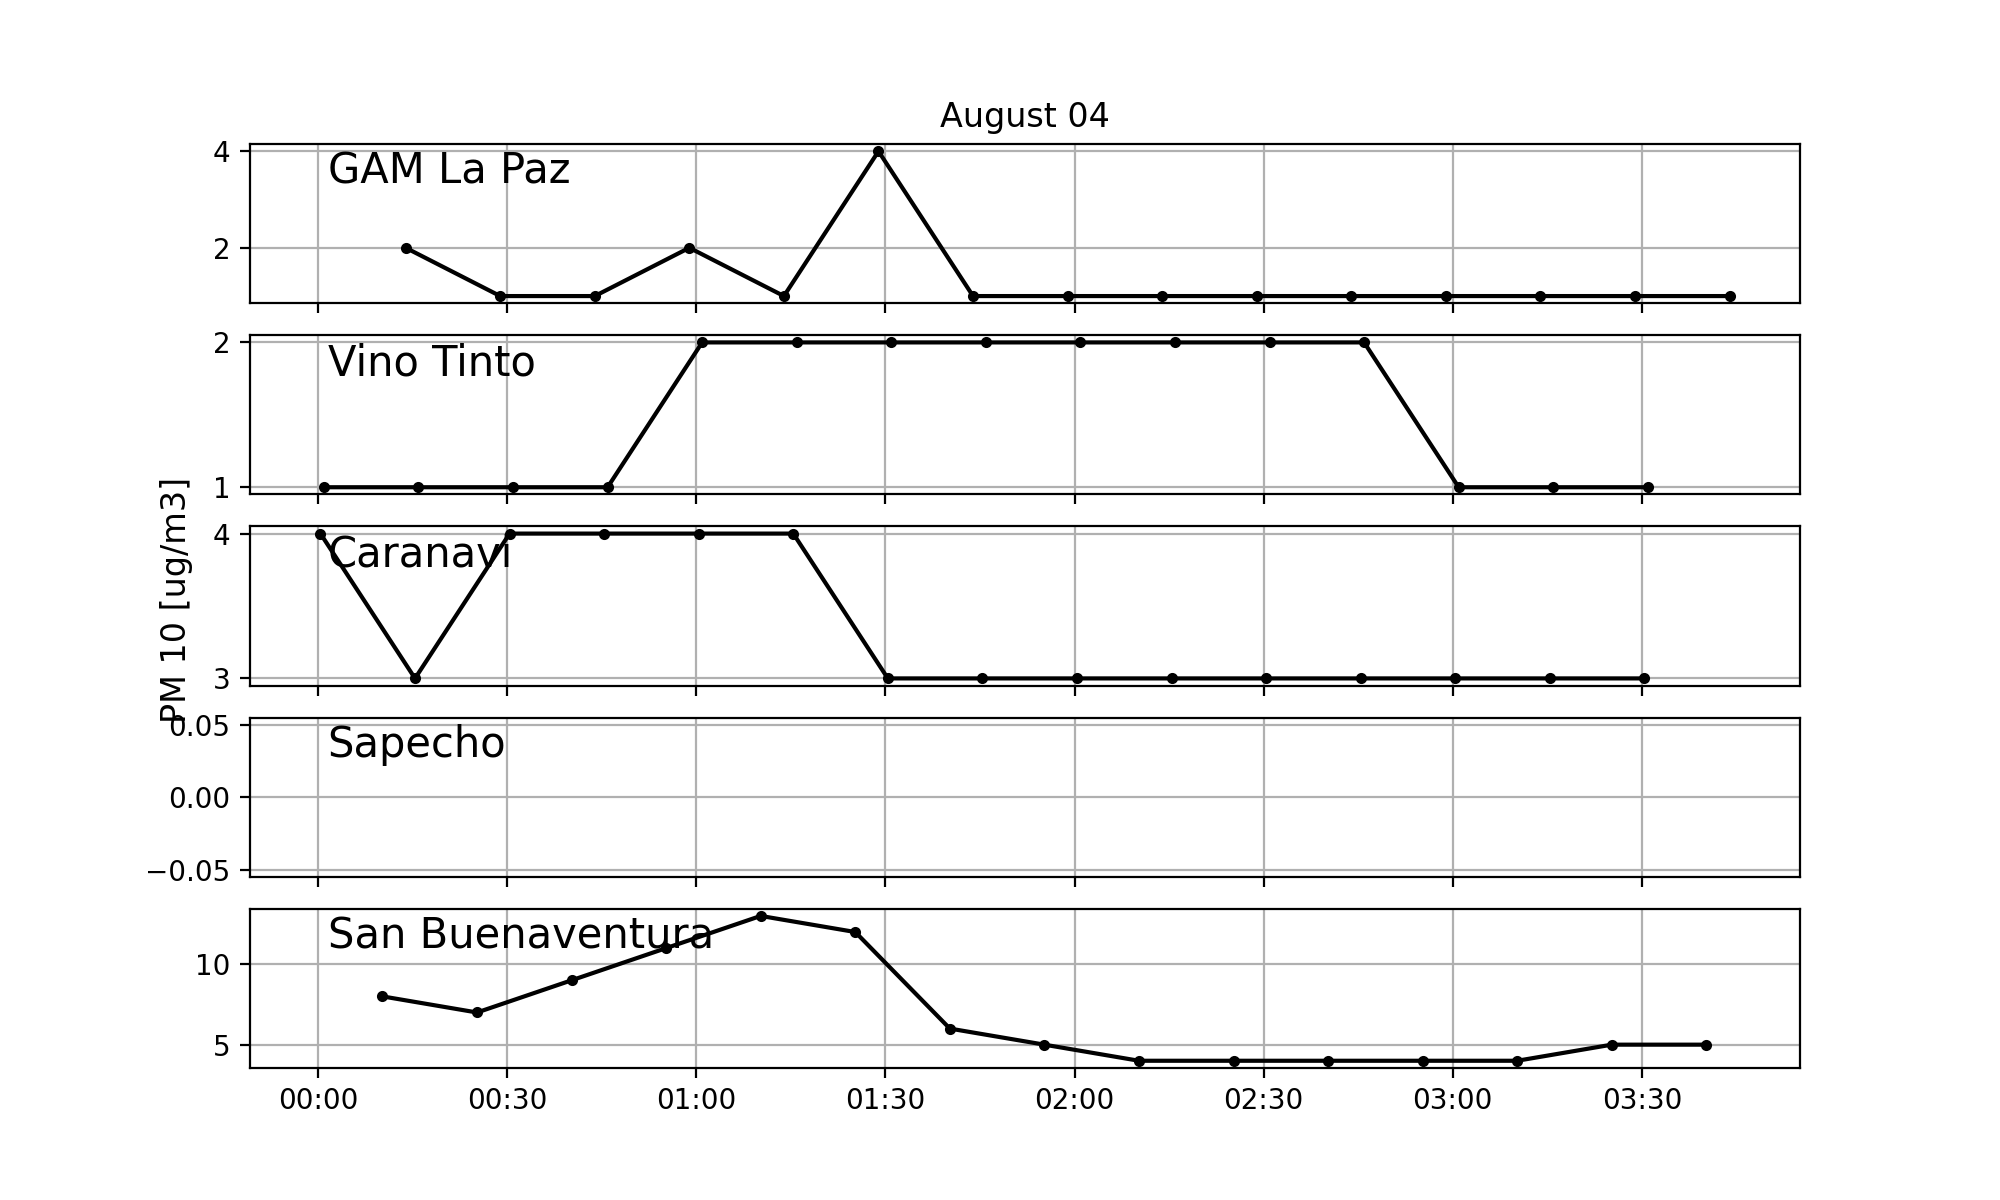 August 04
PM 10 [ug/m3]
GAM La Paz
4
2
Vino Tinto
2
1
Caranavi
4
3
Sapecho
0.05
0.00
−0.05
San Buenaventura
10
5
00:00 00:30 01:00 01:30 02:00 02:30 03:00 03:30